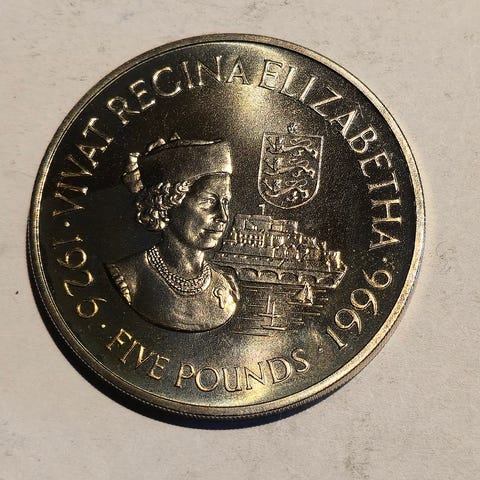 1926 · VIVAT REGINA ELIZABETHA · 1996
· FIVE POUNDS ·